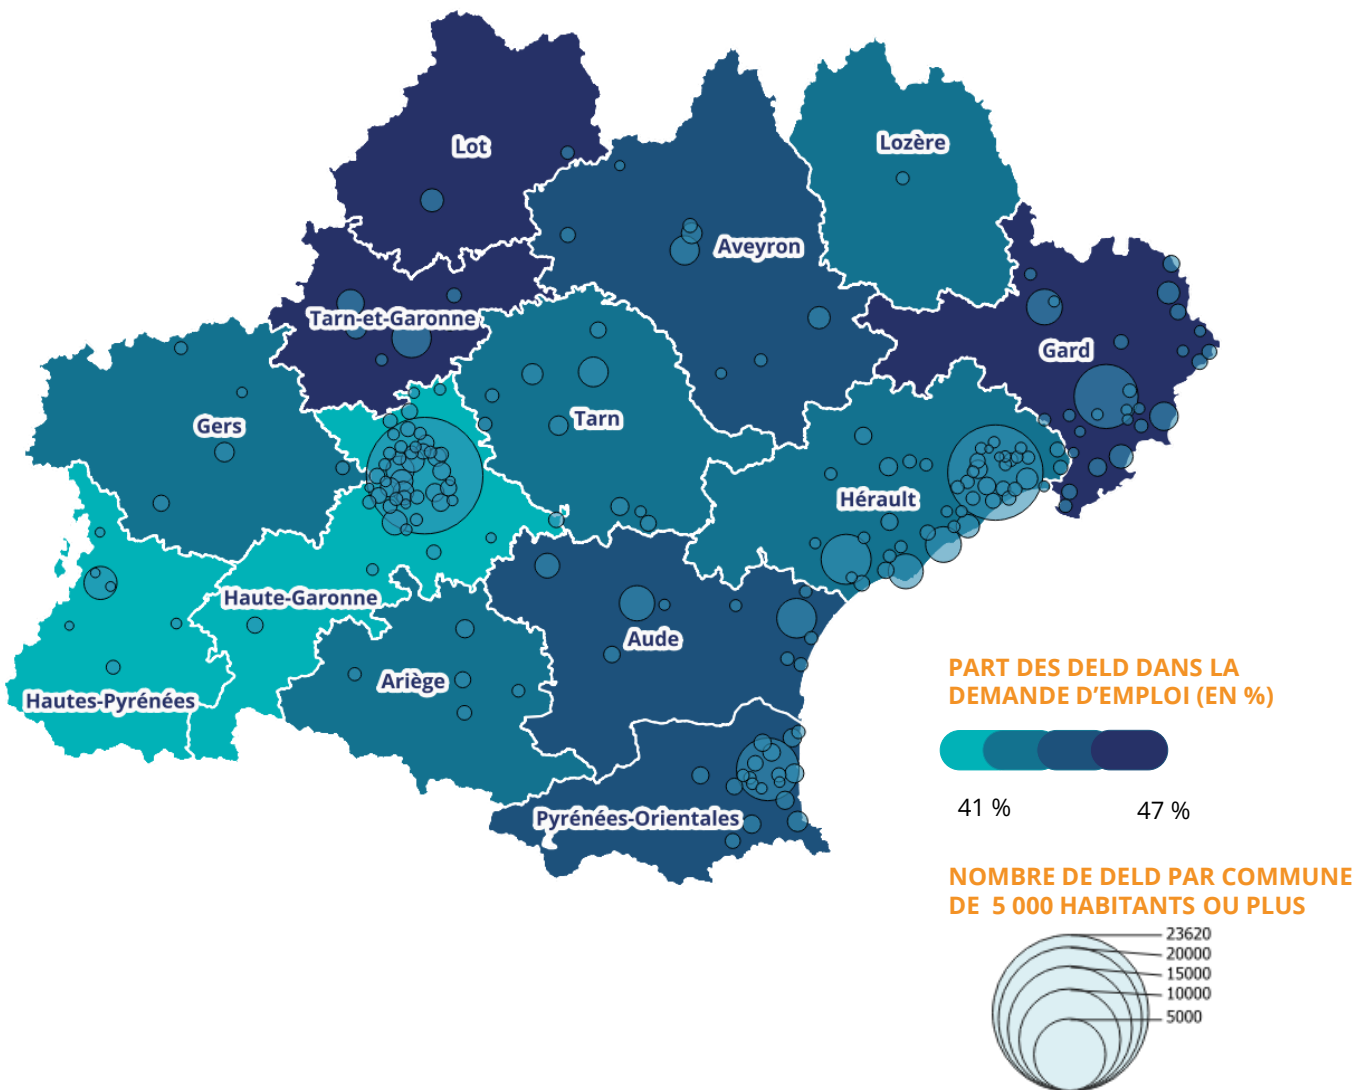 Lot
Lozère
Aveyron
Tarn-et-Garonne
Gard
Gers
Tarn
Hérault
Haute-Garonne
Aude
Ariège
Hautes-Pyrénées
Pyrénées-Orientales
PART DES DELD DANS LA
DEMANDE D’EMPLOI (EN %)
41 %
47 %
NOMBRE DE DELD PAR COMMUNE
DE 5 000 HABITANTS OU PLUS
23620
20000
15000
10000
5000